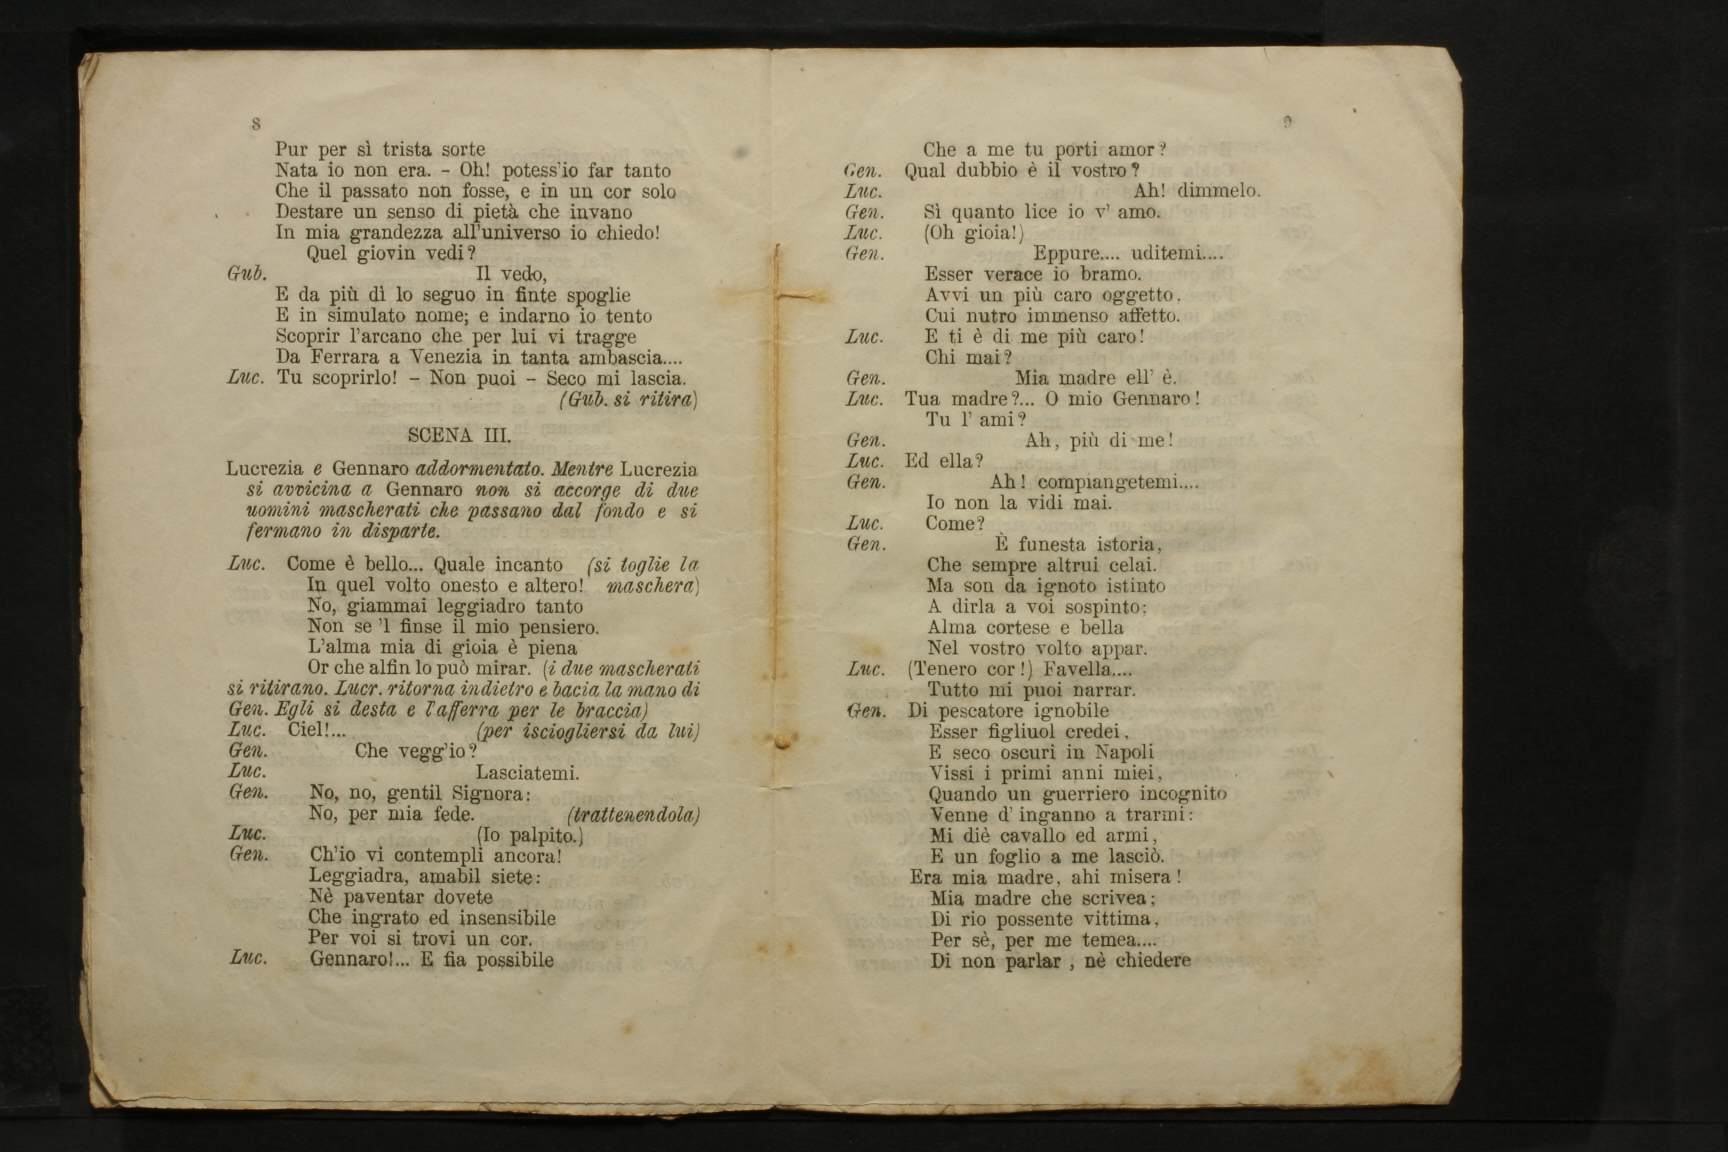 8
Pur per sì trista sorte
Nata io non era. – Oh! potess'io far tanto
Che il passato non fosse, e in un cor solo
Destare un senso di pietà che invano
In mia grandezza all'universo io chiedo!
Quel giovin vedi?
Gub. Il vedo,
E da più dì lo seguo in finte spoglie
E in simulato nome; e indarno io tento
Scoprir l'arcano che per lui vi tragge
Da Ferrara a Venezia in tanta ambascia....
Luc. Tu scoprirlo! – Non puoi – Seco mi lascia.
(Gub. si ritira)
SCENA III.
Lucrezia e Gennaro addormentato. Mentre Lucrezia
si avvicina a Gennaro non si accorge di due
uomini mascherati che passano dal fondo e si
fermano in disparte.
Luc. Come è bello... Quale incanto (si toglie la
In quel volto onesto e altero! maschera)
No, giammai leggiadro tanto
Non se 'l finse il mio pensiero.
L'alma mia di gioia è piena
Or che alfin lo può mirar. (i due mascherati
si ritirano. Lucr. ritorna indietro e bacia la mano di
Gen. Egli si desta e l'afferra per le braccia)
Luc. Ciel!... (per isciogliersi da lui)
Gen. Che vegg'io?
Luc. Lasciatemi.
Gen. No, no, gentil Signora:
No, per mia fede. (trattenendola)
Luc. (Io palpito.)
Gen. Ch'io vi contempli ancora!
Leggiadra, amabil siete:
Nè paventar dovete
Che ingrato ed insensibile
Per voi si trovi un cor.
Luc. Gennaro!... E fia possibile
9
Che a me tu porti amor?
Gen. Qual dubbio è il vostro?
Luc. Ah! dimmelo.
Gen. Sì quanto lice io v' amo.
Luc. (Oh gioia!)
Gen. Eppure.... uditemi....
Esser verace io bramo.
Avvi un più caro oggetto,
Cui nutro immenso affetto.
Luc. E ti è di me più caro!
Chi mai?
Gen. Mia madre ell' è.
Luc. Tua madre?... O mio Gennaro!
Tu l' ami?
Gen. Ah, più di me!
Luc. Ed ella?
Gen. Ah! compiangetemi....
Io non la vidi mai.
Luc. Come?
Gen. È funesta istoria,
Che sempre altrui celai.
Ma son da ignoto istinto
A dirla a voi sospinto;
Alma cortese e bella
Nel vostro volto appar.
Luc. (Tenero cor!) Favella....
Tutto mi puoi narrar.
Gen. Di pescatore ignobile
Esser figliuol credei,
E seco oscuri in Napoli
Vissi i primi anni miei,
Quando un guerriero incognito
Venne d' inganno a trarmi:
Mi diè cavallo ed armi,
E un foglio a me lasciò.
Era mia madre, ahi misera!
Mia madre che scrivea;
Di rio possente vittima,
Per sè, per me temea....
Di non parlar , nè chiedere